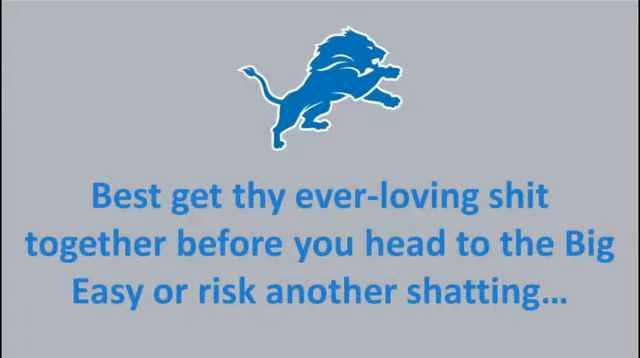 Best get thy ever-loving shit
together before you head to the Big
Easy or risk another shatting...